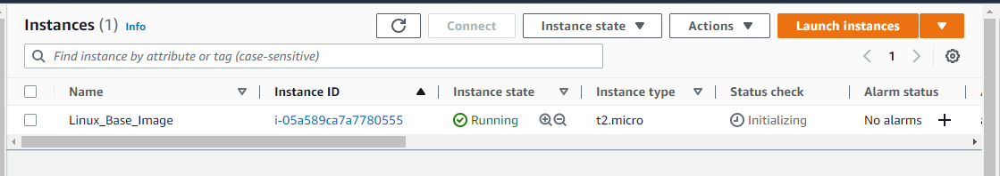 Instances (1) Info Connect Instance state Actions Launch instances
Find instance by attribute or tag (case-sensitive) 1
Name Instance ID Instance state Instance type Status check Alarm status
Linux_Base_Image i-05a589ca7a7780555 Running t2.micro Initializing No alarms